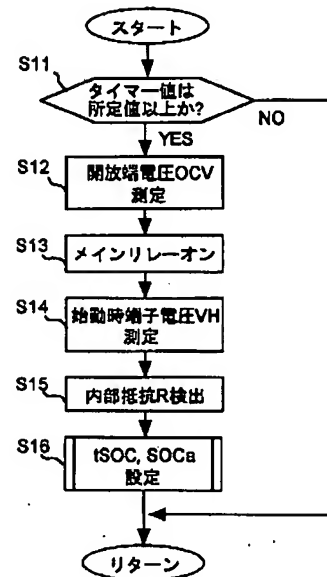 スタート
S11
タイマー値は
所定値以上か?
NO
YES
S12
開放端電圧OCV
測定
S13
メインリレーオン
S14
始動時端子電圧VH
測定
S15
内部抵抗R検出
S16
tSOC, SOCa
設定
リターン